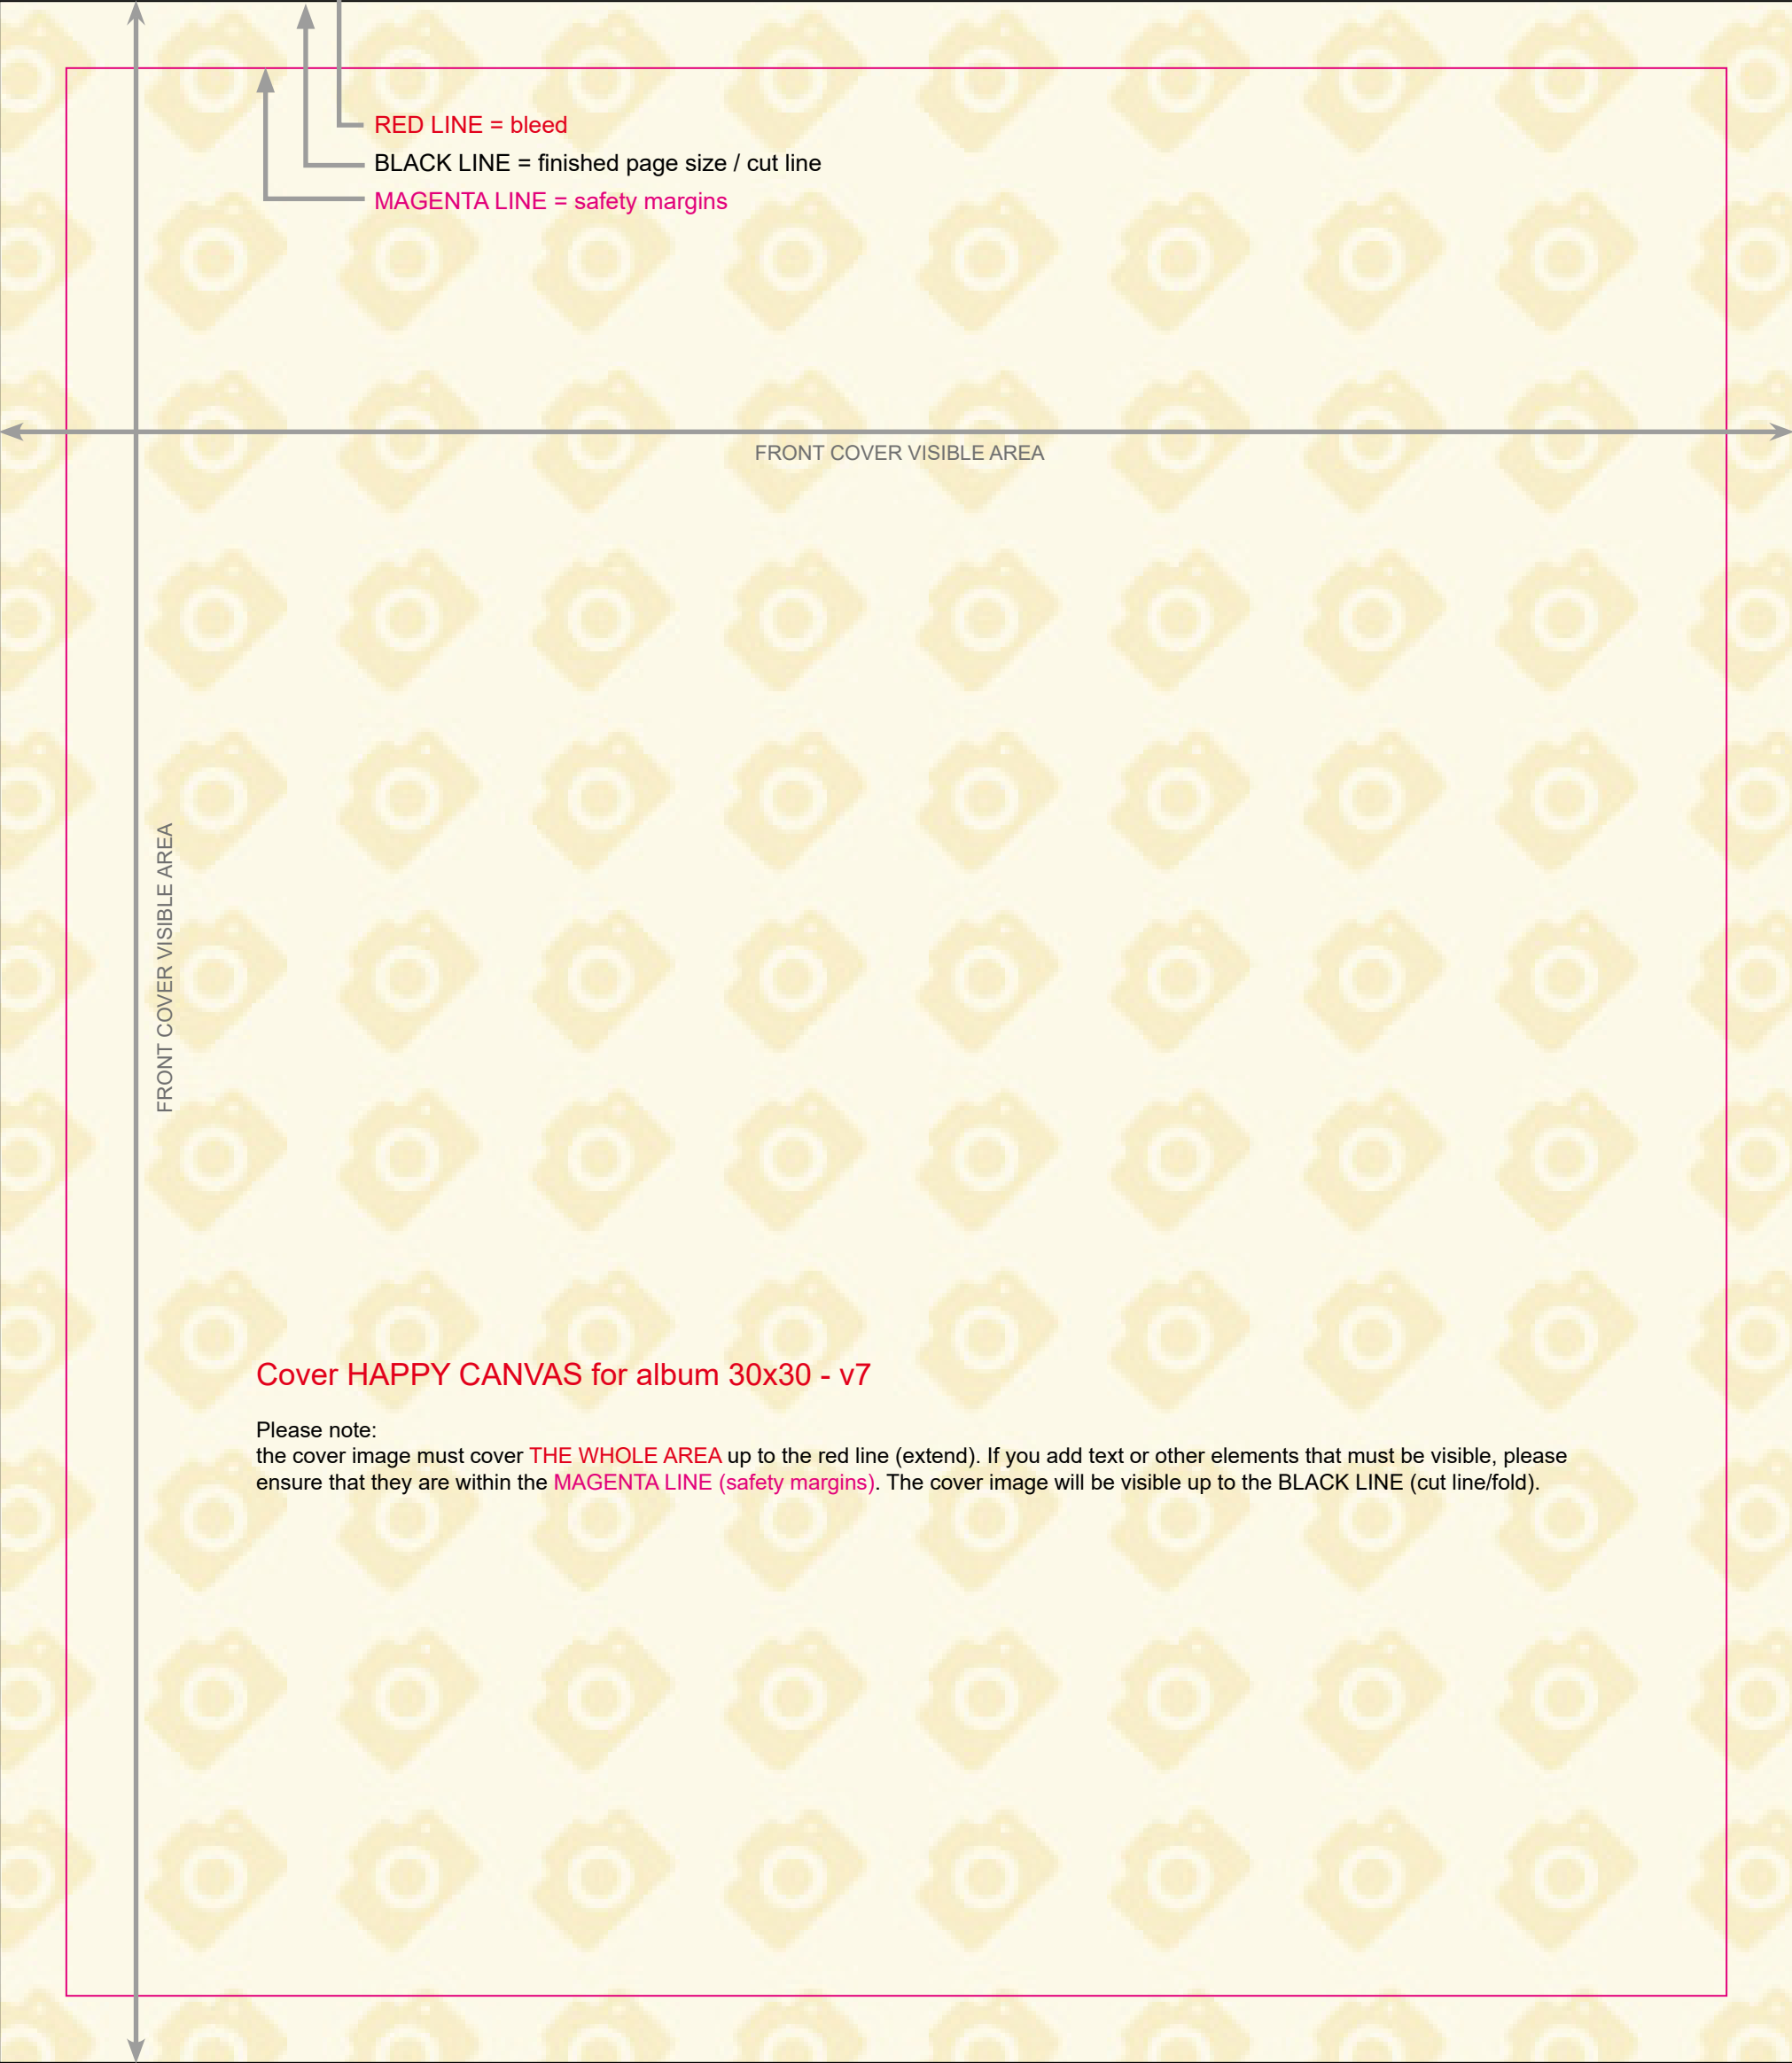 RED LINE = bleed
BLACK LINE = finished page size / cut line
MAGENTA LINE = safety margins
FRONT COVER VISIBLE AREA
FRONT COVER VISIBLE AREA
Cover HAPPY CANVAS for album 30x30 - v7
Please note:
the cover image must cover THE WHOLE AREA up to the red line (extend). If you add text or other elements that must be visible, please
ensure that they are within the MAGENTA LINE (safety margins). The cover image will be visible up to the BLACK LINE (cut line/fold).